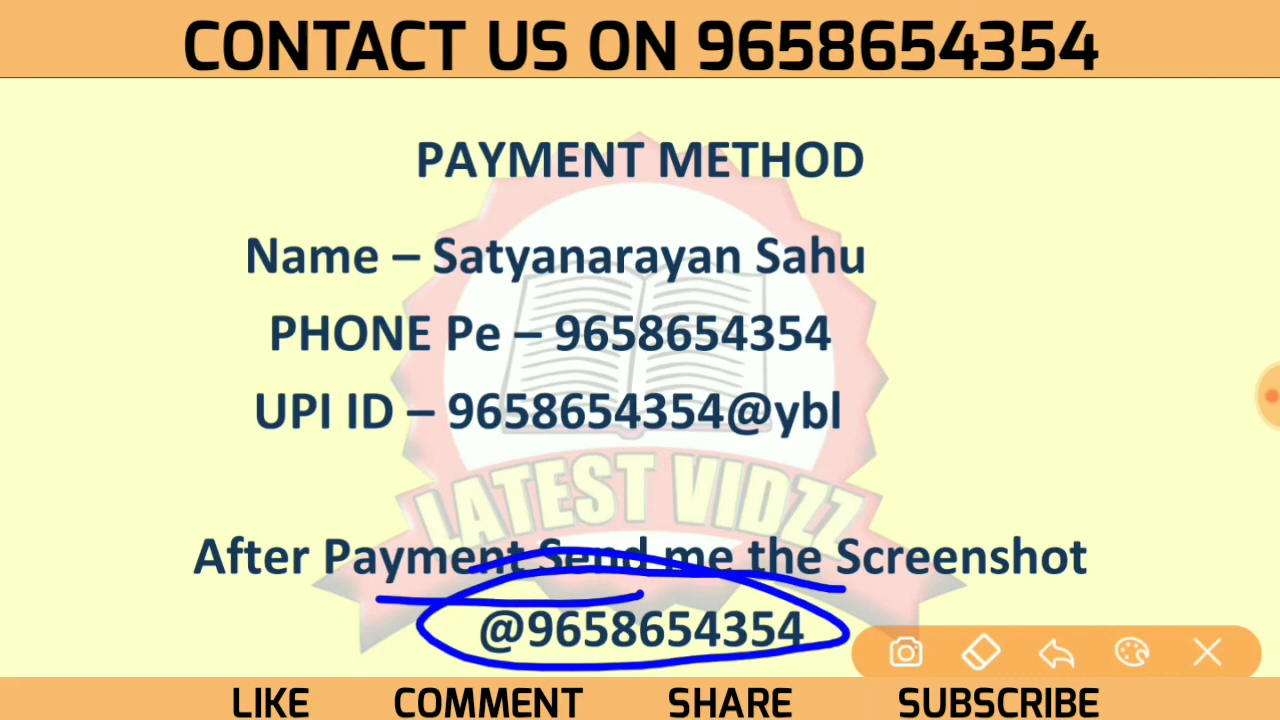 CONTACT US ON 9658654354
PAYMENT METHOD
Name – Satyanarayan Sahu
PHONE Pe – 9658654354
UPI ID – 9658654354@ybl
LATEST VIDZZ
After Payment Send me the Screenshot
@9658654354
LIKE COMMENT SHARE SUBSCRIBE